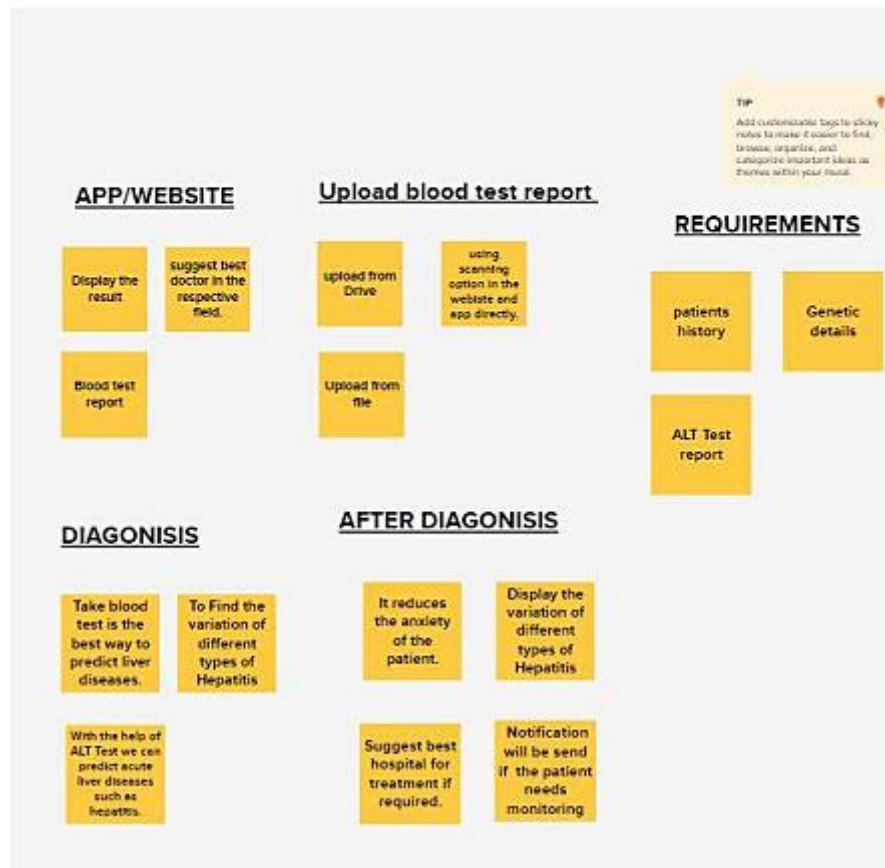 TIP
Add customizable tags to sticky
notes to make it easier to find,
browse, organize, and
categorize important ideas or
themes within your mural.
APP/WEBSITE
Display the
result
suggest best
doctor in the
respective
field.
Blood test
report
Upload blood test report
upload from
Drive
using
scanning
option in the
webiste and
app directly.
Upload from
file
REQUIREMENTS
patients
history
Genetic
details
ALT Test
report
DIAGONISIS
Take blood
test is the
best way to
predict liver
diseases.
To Find the
variation of
different
types of
Hepatitis
With the help of
ALT Test we can
predict acute
liver diseases
such as
hepatitis.
AFTER DIAGONISIS
It reduces
the anxiety
of the
patient.
Display the
variation of
different
types of
Hepatitis
Suggest best
hospital for
treatment if
required.
Notification
will be send
if the patient
needs
monitoring